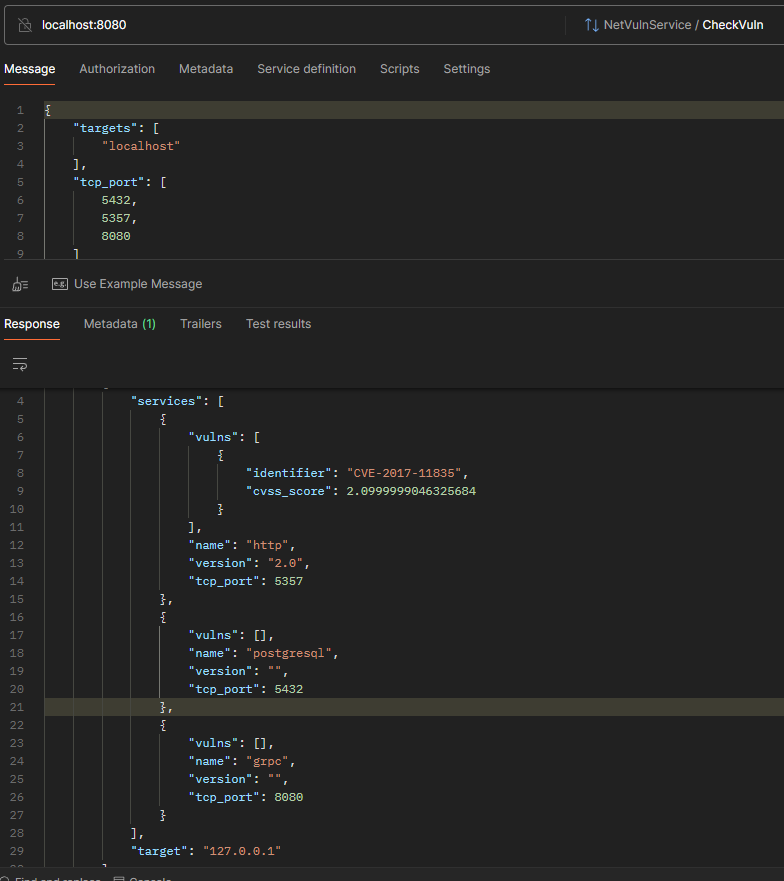 localhost:8080
NetVulnService / CheckVuln
Message Authorization Metadata Service definition Scripts Settings
1 {
2 "targets": [
3 "localhost"
4 ],
5 "tcp_port": [
6 5432,
7 5357,
8 8080
9 ]
e.g. Use Example Message
Response Metadata (1) Trailers Test results
4 "services": [
5 {
6 "vulns": [
7 {
8 "identifier": "CVE-2017-11835",
9 "cvss_score": 2.0999999046325684
10 }
11 ],
12 "name": "http",
13 "version": "2.0",
14 "tcp_port": 5357
15 },
16 {
17 "vulns": [],
18 "name": "postgresql",
19 "version": "",
20 "tcp_port": 5432
21 },
22 {
23 "vulns": [],
24 "name": "grpc",
25 "version": "",
26 "tcp_port": 8080
27 }
28 ],
29 "target": "127.0.0.1"
Find and replace Console